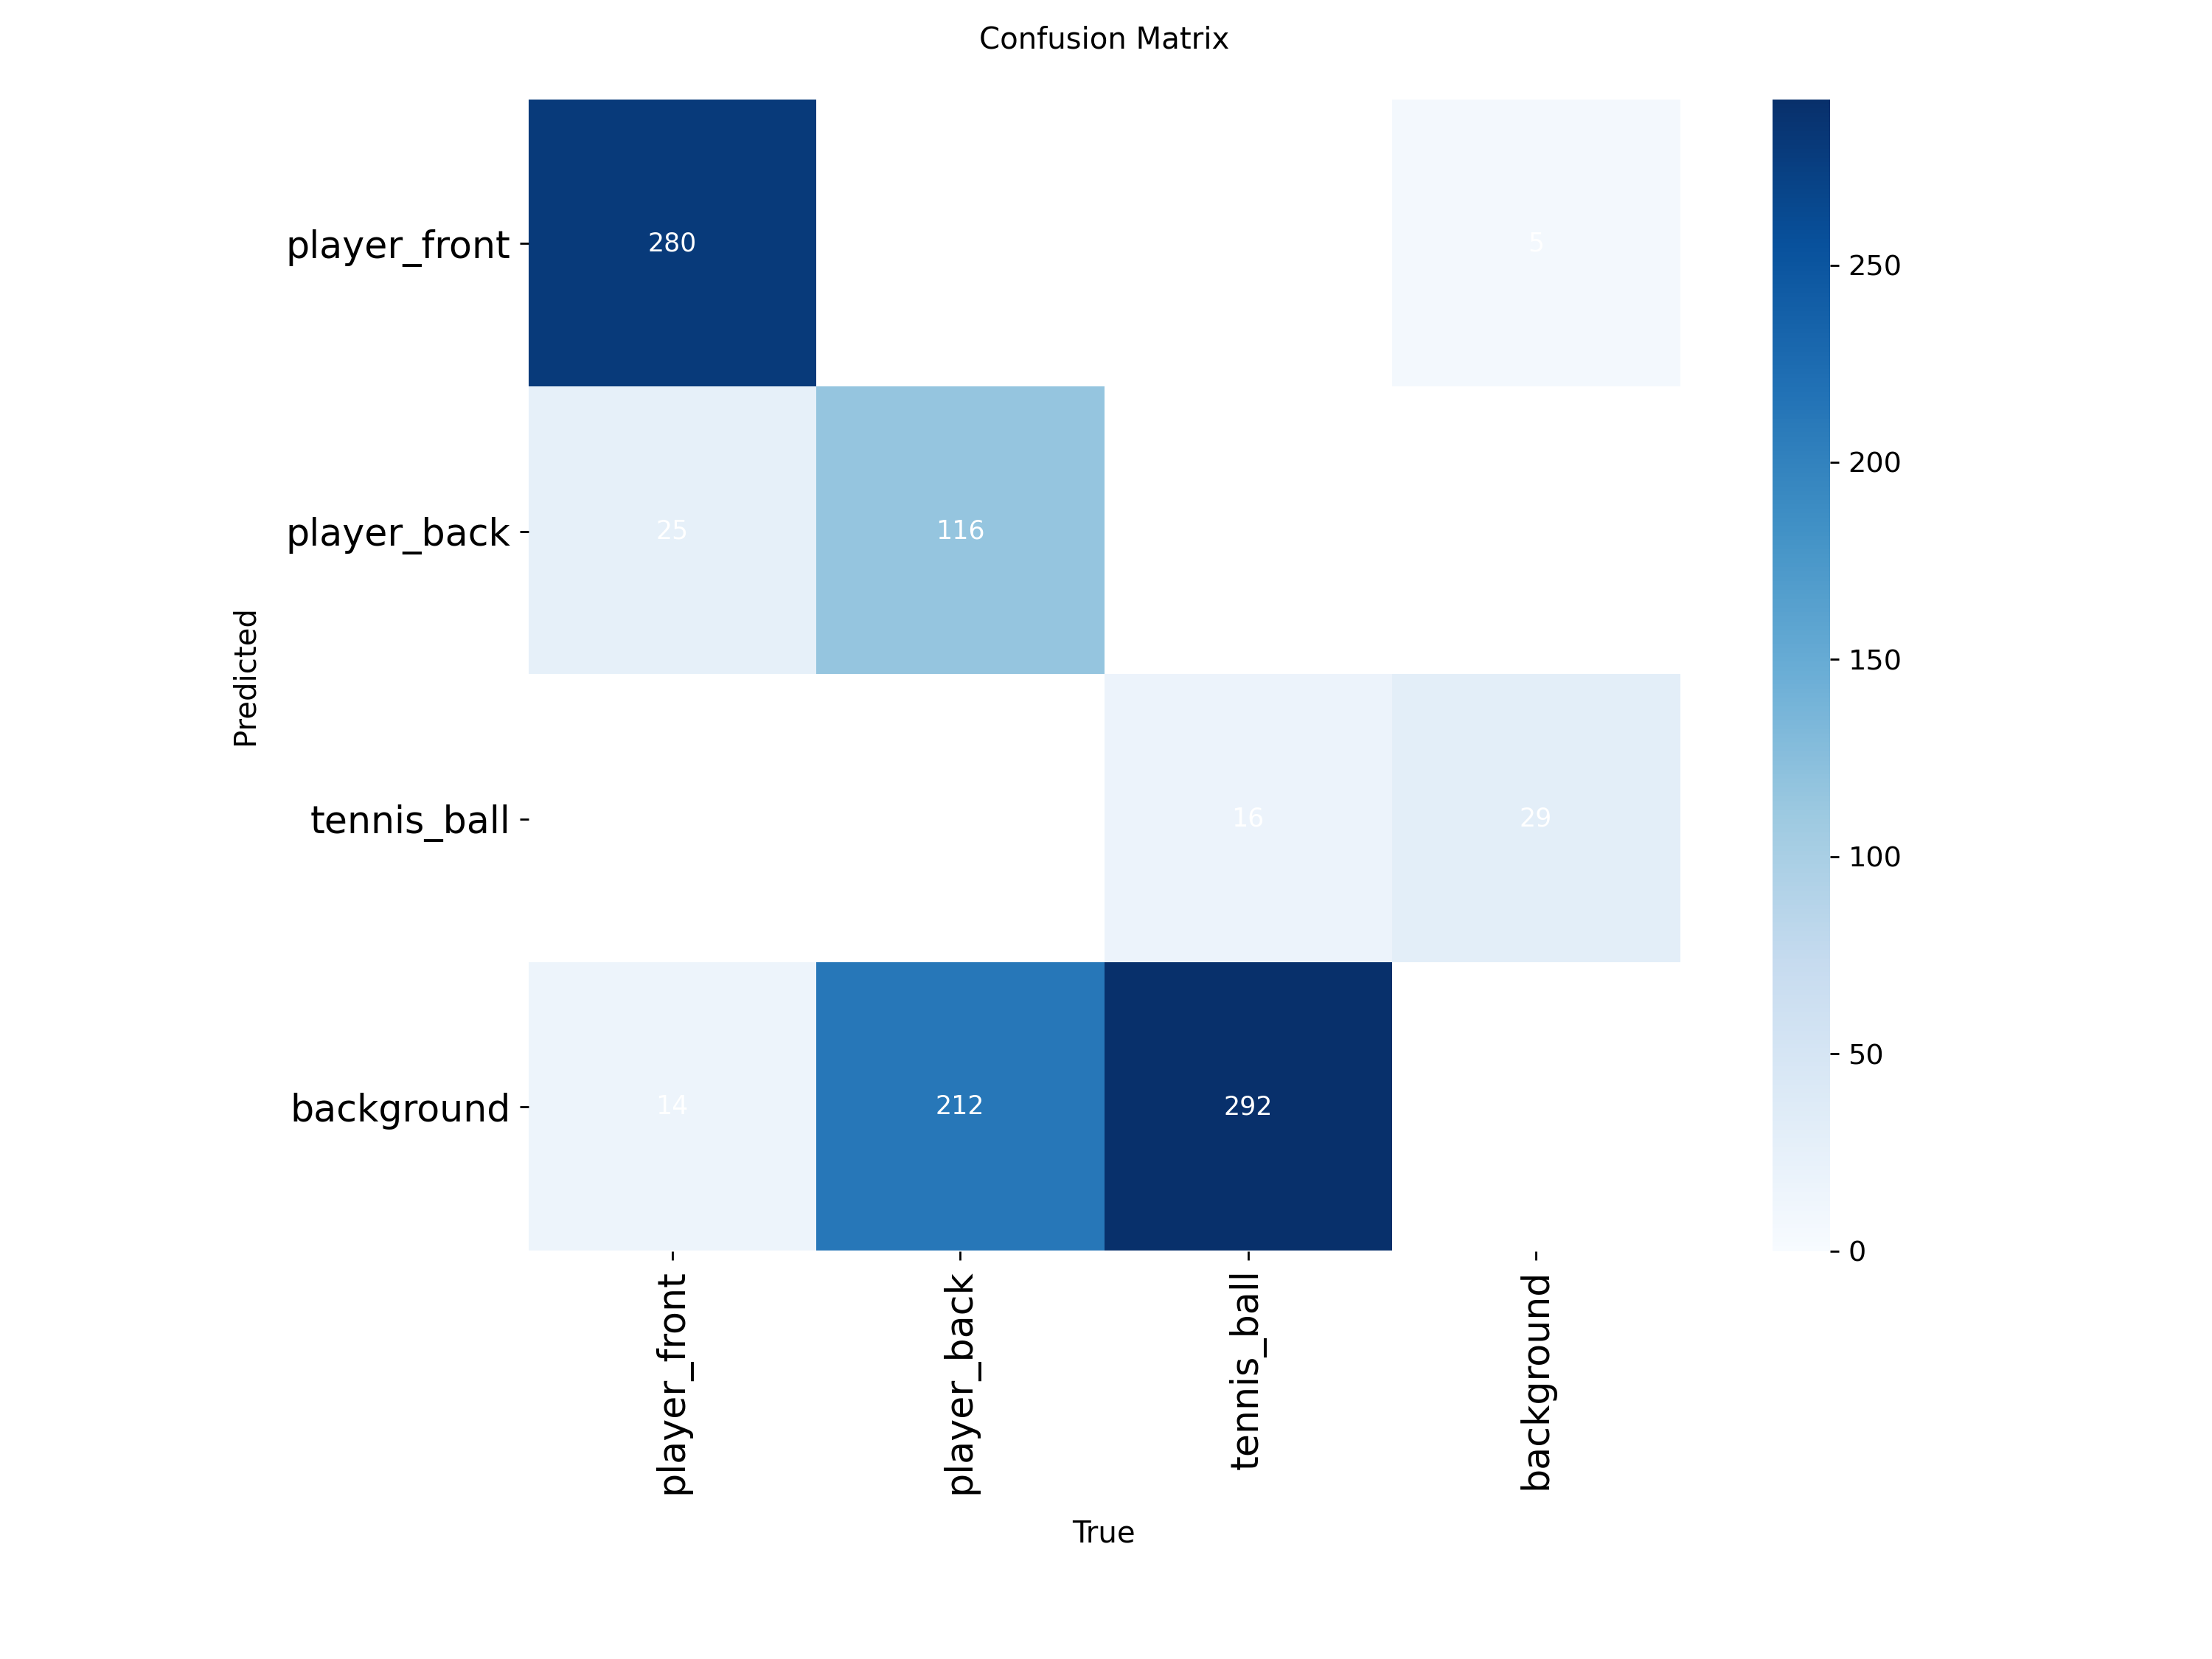 Confusion Matrix
player_front
280
5
player_back
25
116
tennis_ball
16
29
background
14
212
292
Predicted
player_front
player_back
tennis_ball
background
True
250
200
150
100
50
0